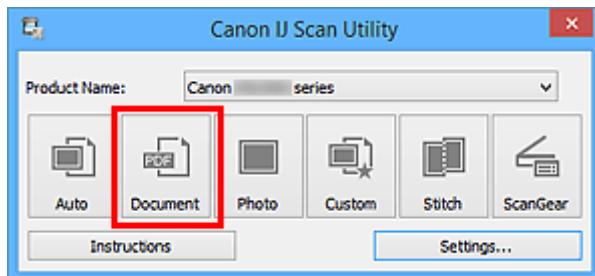 Canon IJ Scan Utility
Product Name: Canon series
PDF
Auto Document Photo Custom Stitch ScanGear
Instructions Settings...